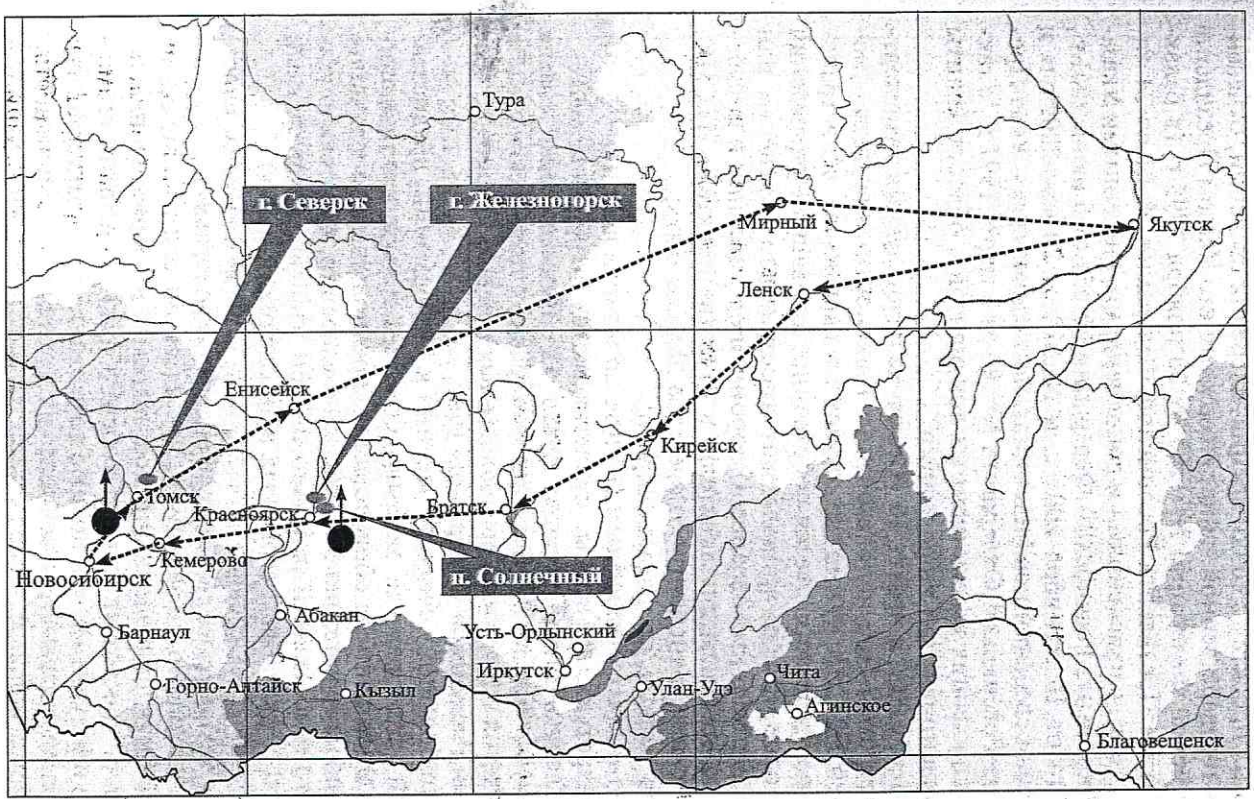 Тура
г. Северск
г. Железногорск
Мирный
Якутск
Ленск
Енисейск
Кирейск
Томск
Красноярск
Братск
Кемерово
Новосибирск
п. Солнечный
Абакан
Барнаул
Усть-Ордынский
Иркутск
Горно-Алтайск
Кызыл
Улан-Удэ
Чита
Агинское
Благовещенск